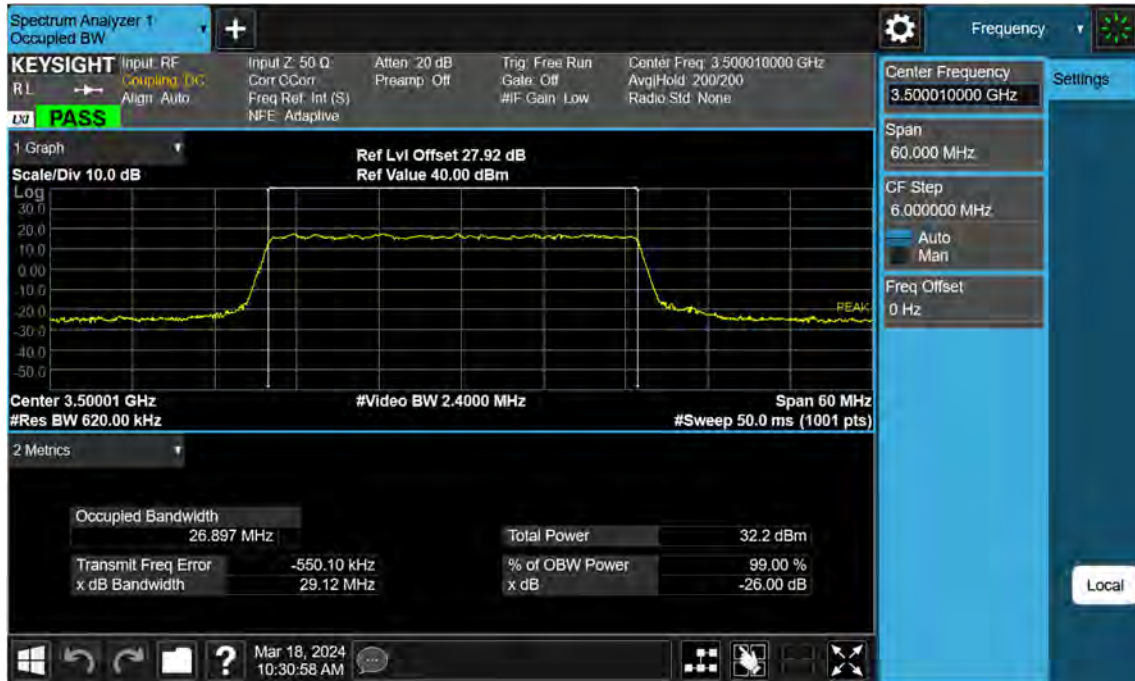 Spectrum Analyzer 1
Occupied BW
Frequency
KEYSIGHT
RL
LXI
PASS
Input: RF
Coupling: DC
Align: Auto
Input Z: 50 Ω
Corr CCorr
Freq Ref: Int (S)
NFE: Adaptive
Atten: 20 dB
Preamp: Off
Trig: Free Run
Gate: Off
#IF Gain: Low
Center Freq: 3.500010000 GHz
Avg|Hold: 200/200
Radio Std: None
Center Frequency
3.500010000 GHz
Settings
Span
60.000 MHz
CF Step
6.000000 MHz
Auto
Man
Freq Offset
0 Hz
1 Graph
Scale/Div 10.0 dB
Ref Lvl Offset 27.92 dB
Ref Value 40.00 dBm
Log
30.0
20.0
10.0
0.00
-10.0
-20.0
-30.0
-40.0
-50.0
PEAK
Center 3.50001 GHz
#Video BW 2.4000 MHz
Span 60 MHz
#Res BW 620.00 kHz
#Sweep 50.0 ms (1001 pts)
2 Metrics
Occupied Bandwidth
26.897 MHz
Total Power 32.2 dBm
Transmit Freq Error -550.10 kHz
% of OBW Power 99.00 %
x dB Bandwidth 29.12 MHz
x dB -26.00 dB
Local
?
Mar 18, 2024
10:30:58 AM